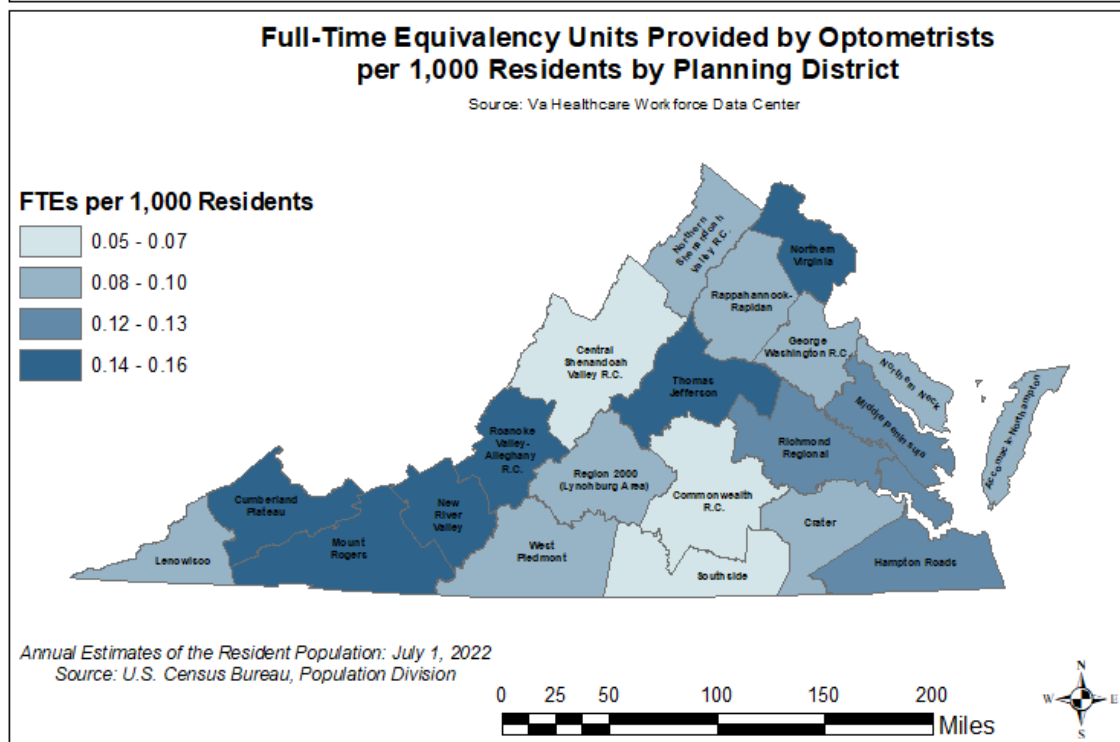 Full-Time Equivalency Units Provided by Optometrists
per 1,000 Residents by Planning District
Source: Va Healthcare Workforce Data Center
FTEs per 1,000 Residents
0.05 - 0.07
0.08 - 0.10
0.12 - 0.13
0.14 - 0.16
Northern
Shenandoah
Valley R.C.
Northern
Virginia
Rappahannock-
Rapidan
Central
Shenandoah
Valley R.C.
George
Washington R.C.
Northern Neck
Thomas
Jefferson
Middle Peninsula
Accomack-Northampton
Roanoke
Valley-
Alleghany
R.C.
Richmond
Regional
Region 2000
(Lynchburg Area)
Commonwealth
R.C.
Cumberland
Plateau
New
River
Valley
Crater
Mount
Rogers
West
Piedmont
Lenowisco
Southside
Hampton Roads
Annual Estimates of the Resident Population: July 1, 2022
Source: U.S. Census Bureau, Population Division
0 25 50 100 150 200
Miles
N
W E
S